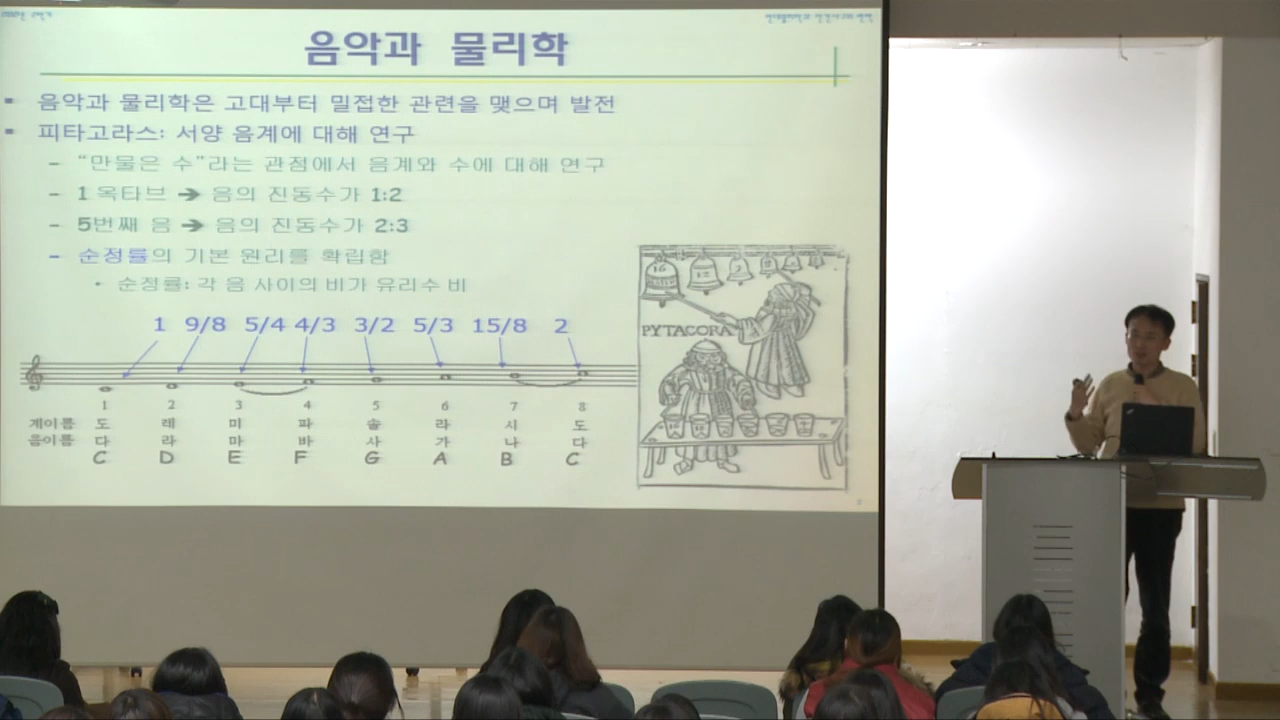 음악과 물리학
▪ 음악과 물리학은 고대부터 밀접한 관련을 맺으며 발전
▪ 피타고라스: 서양 음계에 대해 연구
– “만물은 수”라는 관점에서 음계와 수에 대해 연구
– 1 옥타브 ➔ 음의 진동수가 1:2
– 5번째 음 ➔ 음의 진동수가 2:3
– 순정률의 기본 원리를 확립함
• 순정률: 각 음 사이의 비가 유리수 비
1 9/8 5/4 4/3 3/2 5/3 15/8 2
1 2 3 4 5 6 7 8
계이름 도 레 미 파 솔 라 시 도
음이름 다 라 마 바 사 가 나 다
C D E F G A B C
16
PYTAGORA